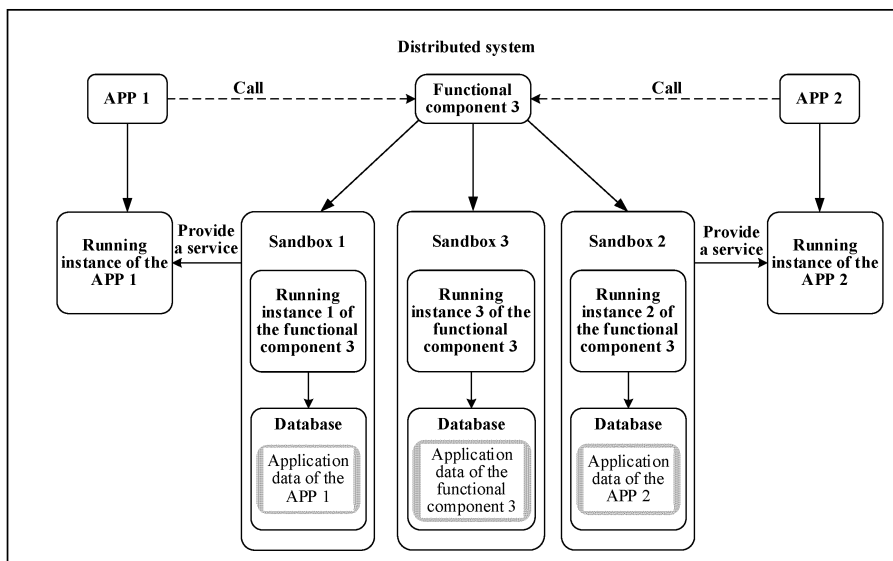 Distributed system
APP 1
Call
Functional
component 3
Call
APP 2
Running
instance of the
APP 1
Provide
a service
Sandbox 1
Running
instance 1 of
the functional
component 3
Database
Application
data of the
APP 1
Sandbox 3
Running
instance 3 of the
functional
component 3
Database
Application
data of the
functional
component 3
Sandbox 2
Running
instance 2 of
the functional
component 3
Database
Application
data of the
APP 2
Provide
a service
Running
instance of the
APP 2